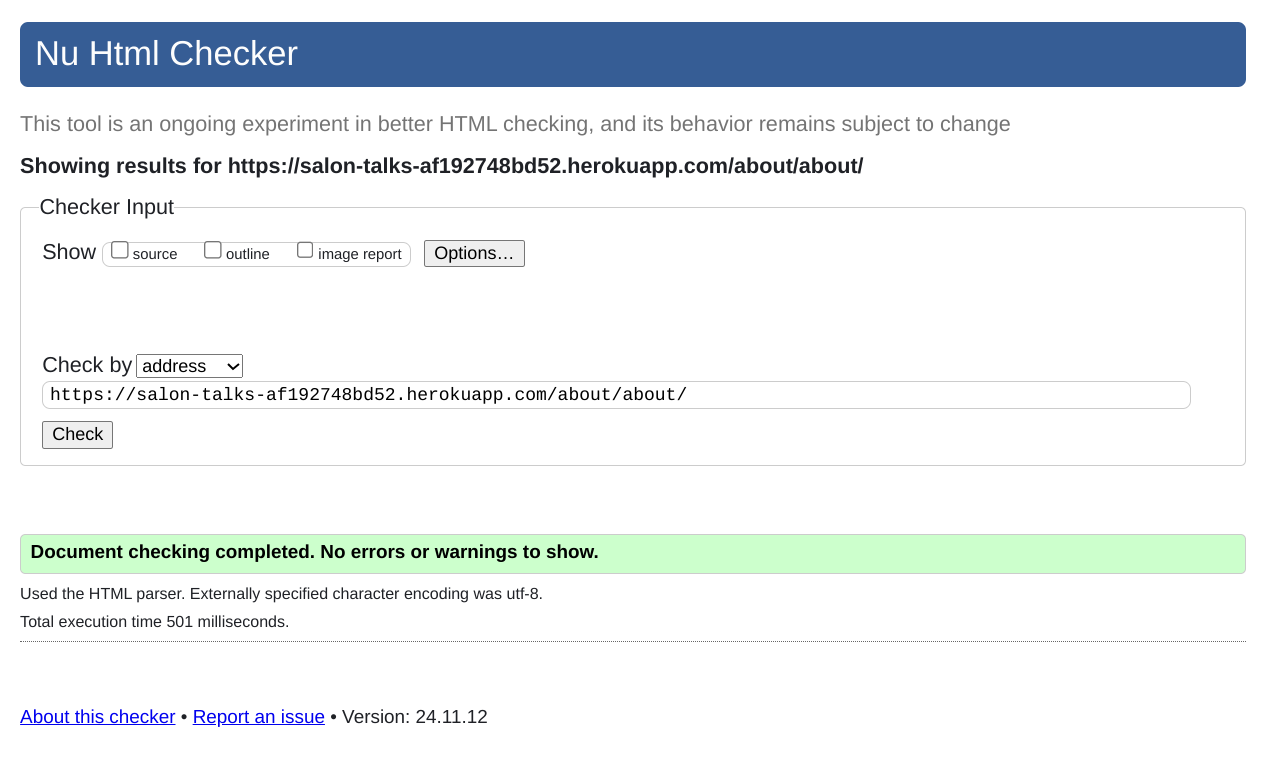 Nu Html Checker
This tool is an ongoing experiment in better HTML checking, and its behavior remains subject to change
Showing results for https://salon-talks-af192748bd52.herokuapp.com/about/about/
Checker Input
Show source outline image report Options…
Check by address
https://salon-talks-af192748bd52.herokuapp.com/about/about/
Check
Document checking completed. No errors or warnings to show.
Used the HTML parser. Externally specified character encoding was utf-8.
Total execution time 501 milliseconds.
About this checker • Report an issue • Version: 24.11.12